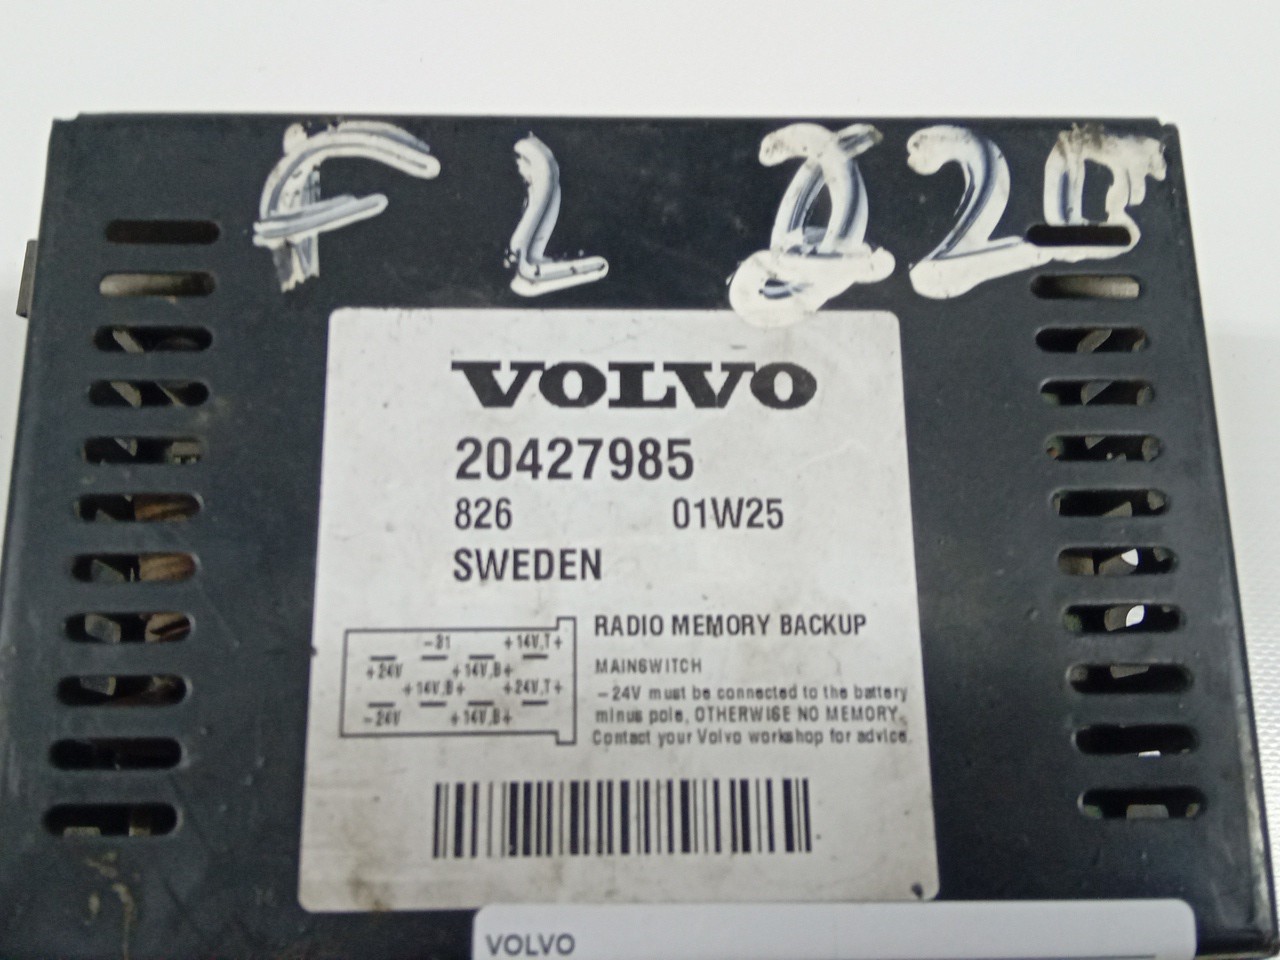 FL 220
VOLVO
20427985
826 01W25
SWEDEN
RADIO MEMORY BACKUP
MAINSWITCH
-24V must be connected to the battery
minus pole, OTHERWISE NO MEMORY.
Contact your Volvo workshop for advice.
-31 +14V,T+
+24V +14V,B+
+14V,B+ +24V,T+
-24V +14V,B+
VOLVO